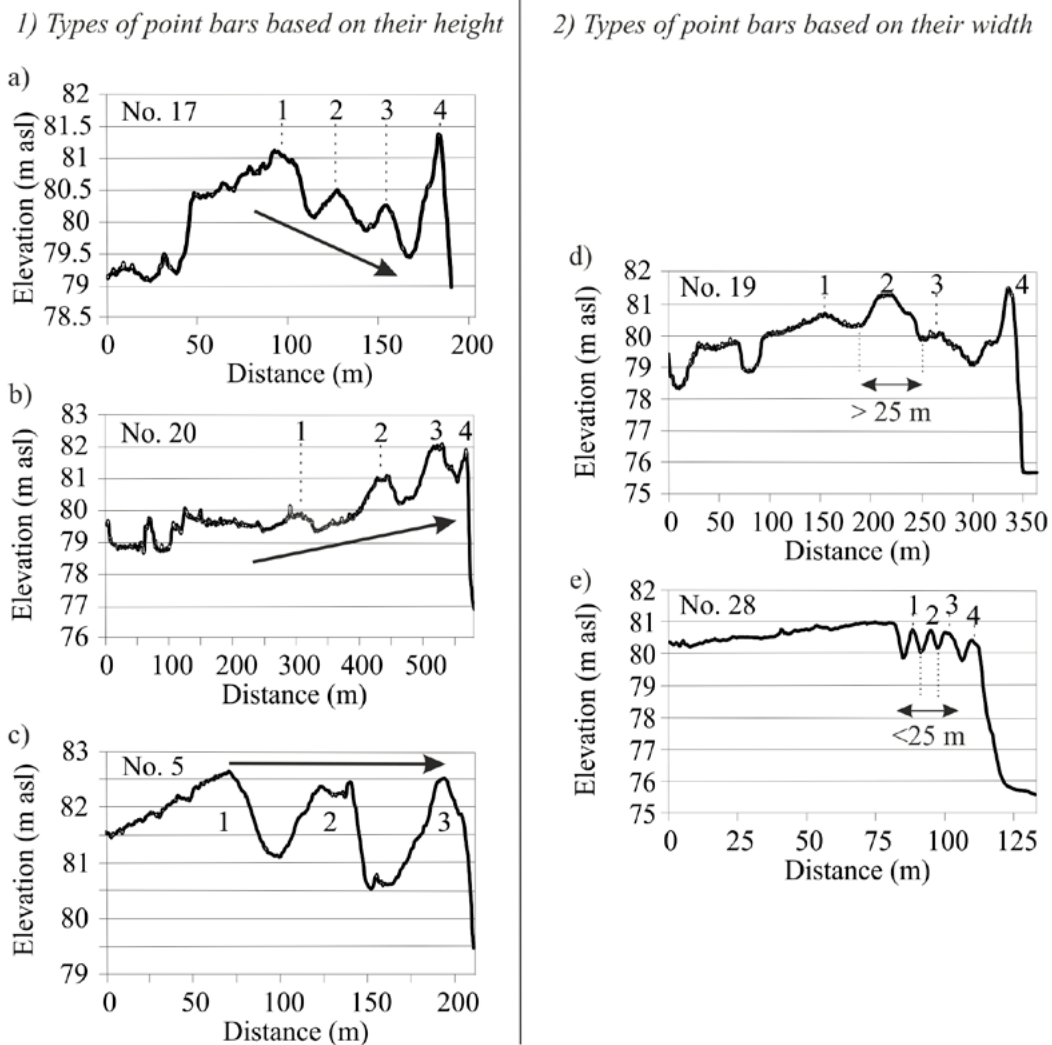 1) Types of point bars based on their height
a)
No. 17
1 2 3 4
Elevation (m asl)
82
81.5
81
80.5
80
79.5
79
78.5
0 50 100 150 200
Distance (m)
b)
No. 20
1 2 3 4
Elevation (m asl)
83
82
81
80
79
78
77
76
0 100 200 300 400 500
Distance (m)
c)
No. 5
1 2 3
Elevation (m asl)
83
82
81
80
79
0 50 100 150 200
Distance (m)
2) Types of point bars based on their width
d)
No. 19
1 2 3 4
Elevation (m asl)
82
81
80
79
78
77
76
75
> 25 m
0 50 100 150 200 250 300 350
Distance (m)
e)
No. 28
1 2 3 4
Elevation (m asl)
82
81
80
79
78
77
76
75
<25 m
0 25 50 75 100 125
Distance (m)